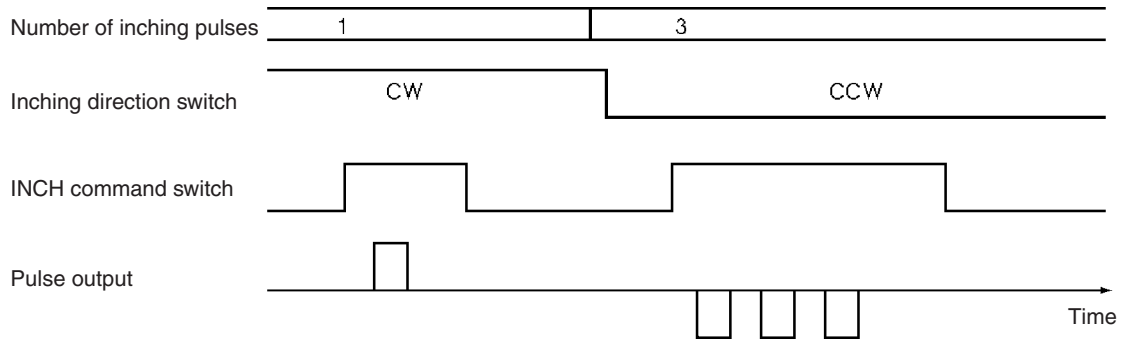 Number of inching pulses 1 3
Inching direction switch CW CCW
INCH command switch
Pulse output
Time